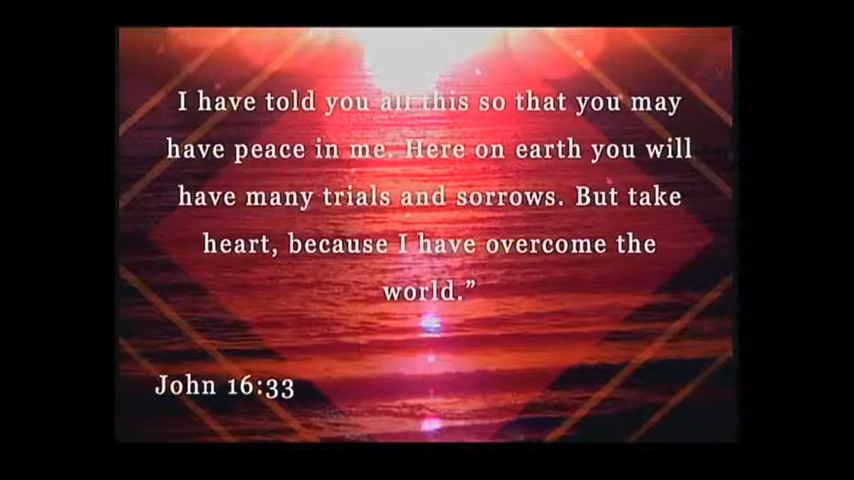 I have told you all this so that you may
have peace in me. Here on earth you will
have many trials and sorrows. But take
heart, because I have overcome the
world.”
John 16:33